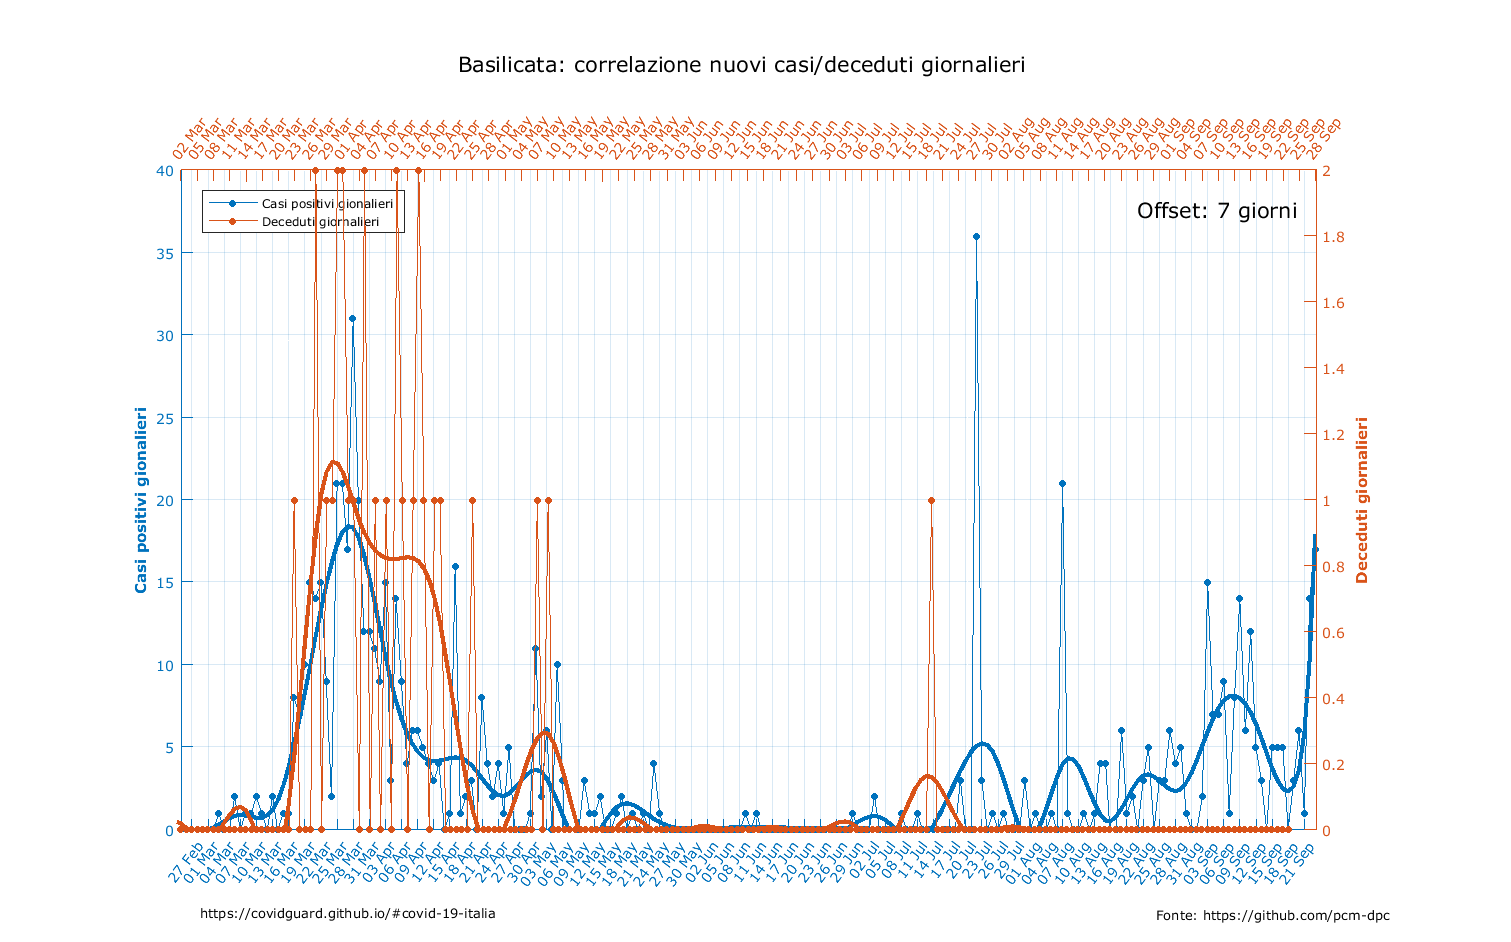 Basilicata: correlazione nuovi casi/deceduti giornalieri
02 Mar 05 Mar 08 Mar 11 Mar 14 Mar 17 Mar 20 Mar 23 Mar 26 Mar 29 Mar 01 Apr 04 Apr 07 Apr 10 Apr 13 Apr 16 Apr 19 Apr 22 Apr 25 Apr 28 Apr 01 May 04 May 07 May 10 May 13 May 16 May 19 May 22 May 25 May 28 May 31 May 03 Jun 06 Jun 09 Jun 12 Jun 15 Jun 18 Jun 21 Jun 24 Jun 27 Jun 30 Jun 03 Jul 06 Jul 09 Jul 12 Jul 15 Jul 18 Jul 21 Jul 24 Jul 27 Jul 30 Jul 02 Aug 05 Aug 08 Aug 11 Aug 14 Aug 17 Aug 20 Aug 23 Aug 26 Aug 29 Aug 01 Sep 04 Sep 07 Sep 10 Sep 13 Sep 16 Sep 19 Sep 22 Sep 25 Sep 28 Sep
Casi positivi gionalieri
Deceduti giornalieri
Offset: 7 giorni
40
35
30
25
20
15
10
5
0
Casi positivi gionalieri
2
1.8
1.6
1.4
1.2
1
0.8
0.6
0.4
0.2
0
Deceduti giornalieri
27 Feb 01 Mar 04 Mar 07 Mar 10 Mar 13 Mar 16 Mar 19 Mar 22 Mar 25 Mar 28 Mar 31 Mar 03 Apr 06 Apr 09 Apr 12 Apr 15 Apr 18 Apr 21 Apr 24 Apr 27 Apr 30 Apr 03 May 06 May 09 May 12 May 15 May 18 May 21 May 24 May 27 May 30 May 02 Jun 05 Jun 08 Jun 11 Jun 14 Jun 17 Jun 20 Jun 23 Jun 26 Jun 29 Jun 02 Jul 05 Jul 08 Jul 11 Jul 14 Jul 17 Jul 20 Jul 23 Jul 26 Jul 29 Jul 01 Aug 04 Aug 07 Aug 10 Aug 13 Aug 16 Aug 19 Aug 22 Aug 25 Aug 28 Aug 31 Aug 03 Sep 06 Sep 09 Sep 12 Sep 15 Sep 18 Sep 21 Sep
https://covidguard.github.io/#covid-19-italia
Fonte: https://github.com/pcm-dpc